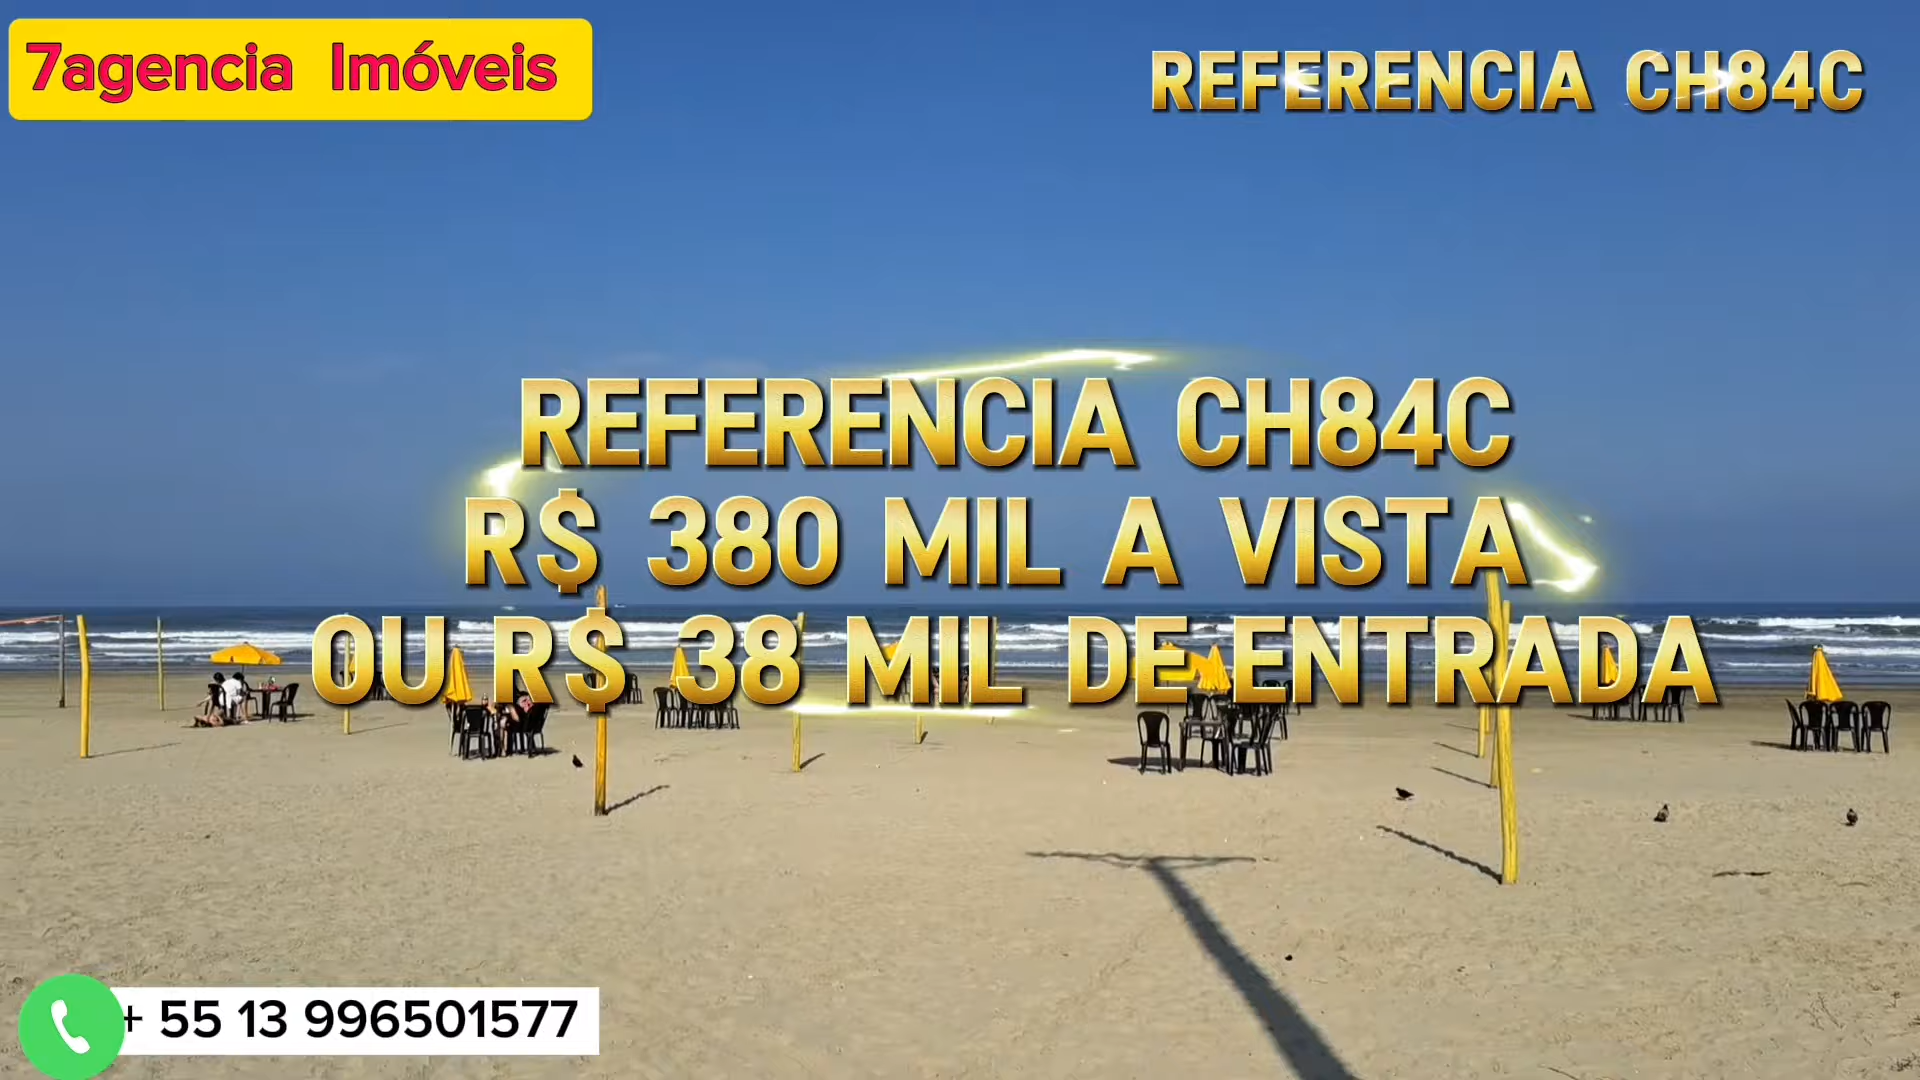 7agencia Imóveis
REFERENCIA CH84C
REFERENCIA CH84C
R$ 380 MIL A VISTA
OU R$ 38 MIL DE ENTRADA
+ 55 13 996501577